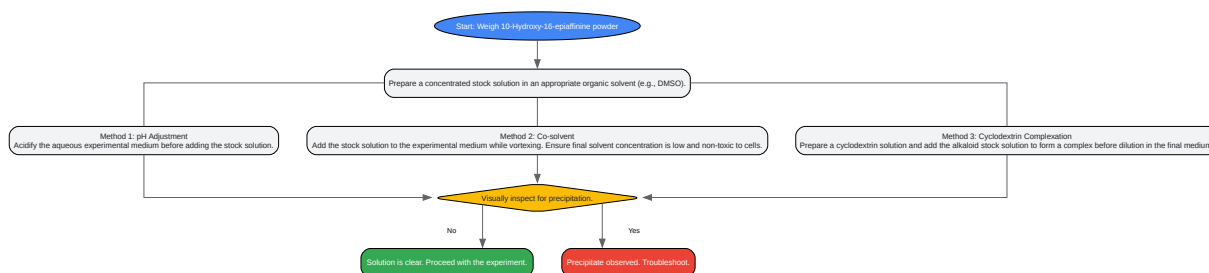 Start: Weigh 10-Hydroxy-16-epiaffinine powder
Prepare a concentrated stock solution in an appropriate organic solvent (e.g., DMSO).
Method 1: pH Adjustment
Acidify the aqueous experimental medium before adding the stock solution.
Method 2: Co-solvent
Add the stock solution to the experimental medium while vortexing. Ensure final solvent concentration is low and non-toxic to cells.
Method 3: Cyclodextrin Complexation
Prepare a cyclodextrin solution and add the alkaloid stock solution to form a complex before dilution in the final medium
Visually inspect for precipitation.
No
Yes
Solution is clear. Proceed with the experiment.
Precipitate observed. Troubleshoot.